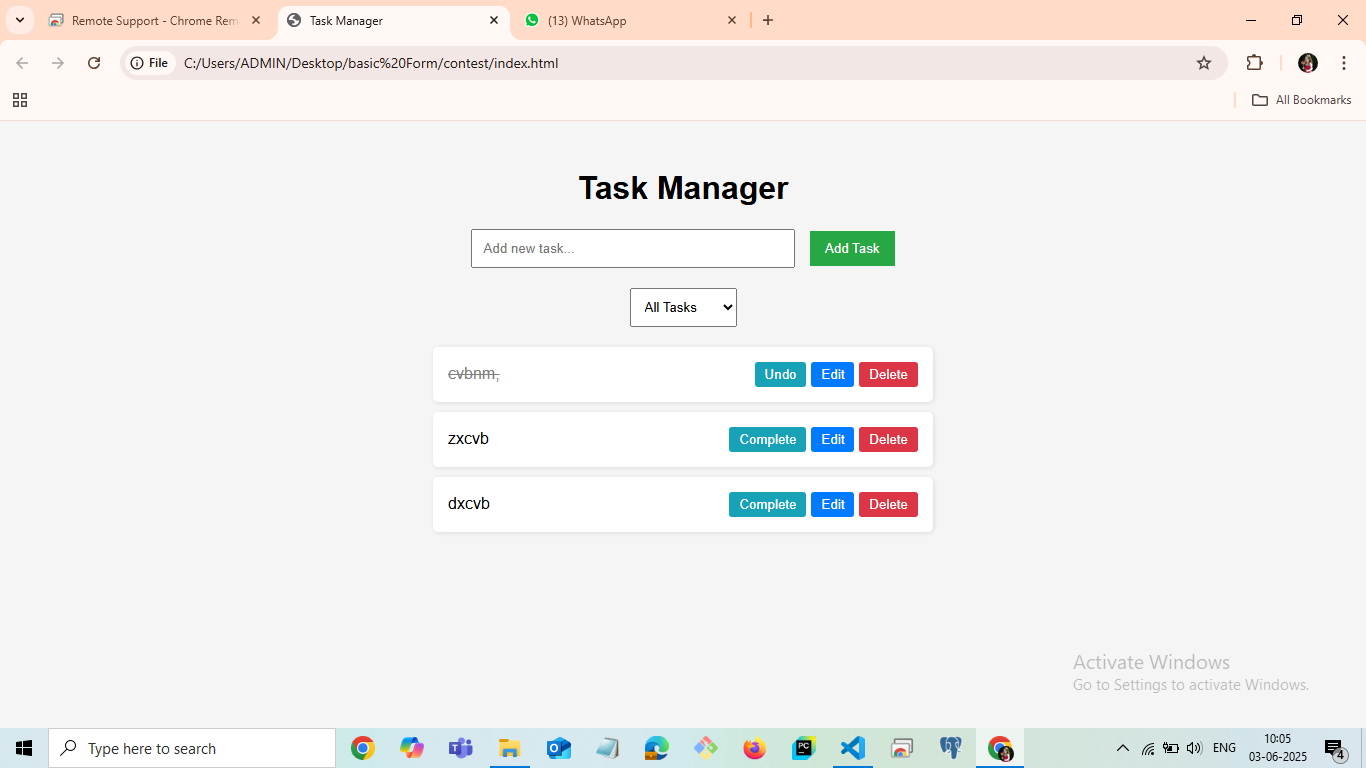 Remote Support - Chrome Rem
Task Manager
(13) WhatsApp
File
C:/Users/ADMIN/Desktop/basic%20Form/contest/index.html
All Bookmarks
Task Manager
Add new task...
Add Task
All Tasks
cvbnm,
Undo
Edit
Delete
zxcvb
Complete
Edit
Delete
dxcvb
Complete
Edit
Delete
Activate Windows
Go to Settings to activate Windows.
Type here to search
PC
ENG
10:05
03-06-2025
4